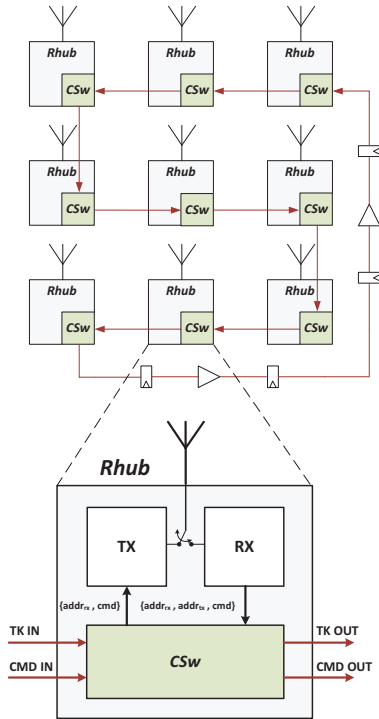 Rhub Rhub Rhub
CSw CSw CSw
Rhub Rhub Rhub
CSw CSw CSw
Rhub Rhub Rhub
CSw CSw CSw
Rhub
TX RX
{addrrx , cmd} {addrrx , addrtx , cmd}
TK IN TK OUT
CSw
CMD IN CMD OUT